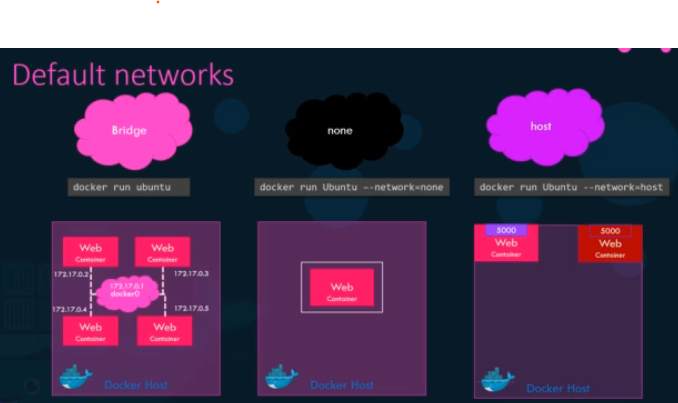 Default networks
Bridge
none
host
docker run ubuntu
docker run Ubuntu --network=none
docker run Ubuntu --network=host
Web
Container
Web
Container
172.17.0.2
172.17.0.3
172.17.0.1
docker0
172.17.0.4
172.17.0.5
Web
Container
Web
Container
Docker Host
Web
Container
Docker Host
5000
Web
Container
5000
Web
Container
Docker Host